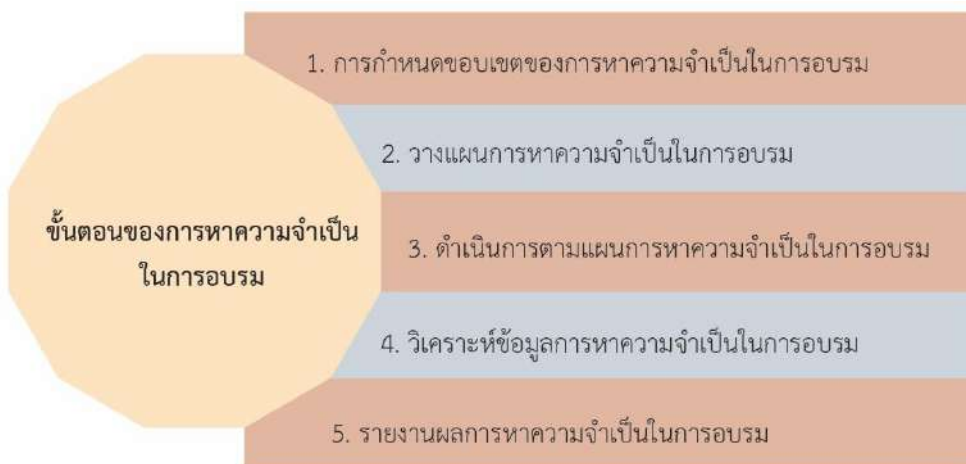 ขั้นตอนของการหาความจำเป็น
ในการอบรม
1. การกำหนดขอบเขตของการหาความจำเป็นในการอบรม
2. วางแผนการหาความจำเป็นในการอบรม
3. ดำเนินการตามแผนการหาความจำเป็นในการอบรม
4. วิเคราะห์ข้อมูลการหาความจำเป็นในการอบรม
5. รายงานผลการหาความจำเป็นในการอบรม